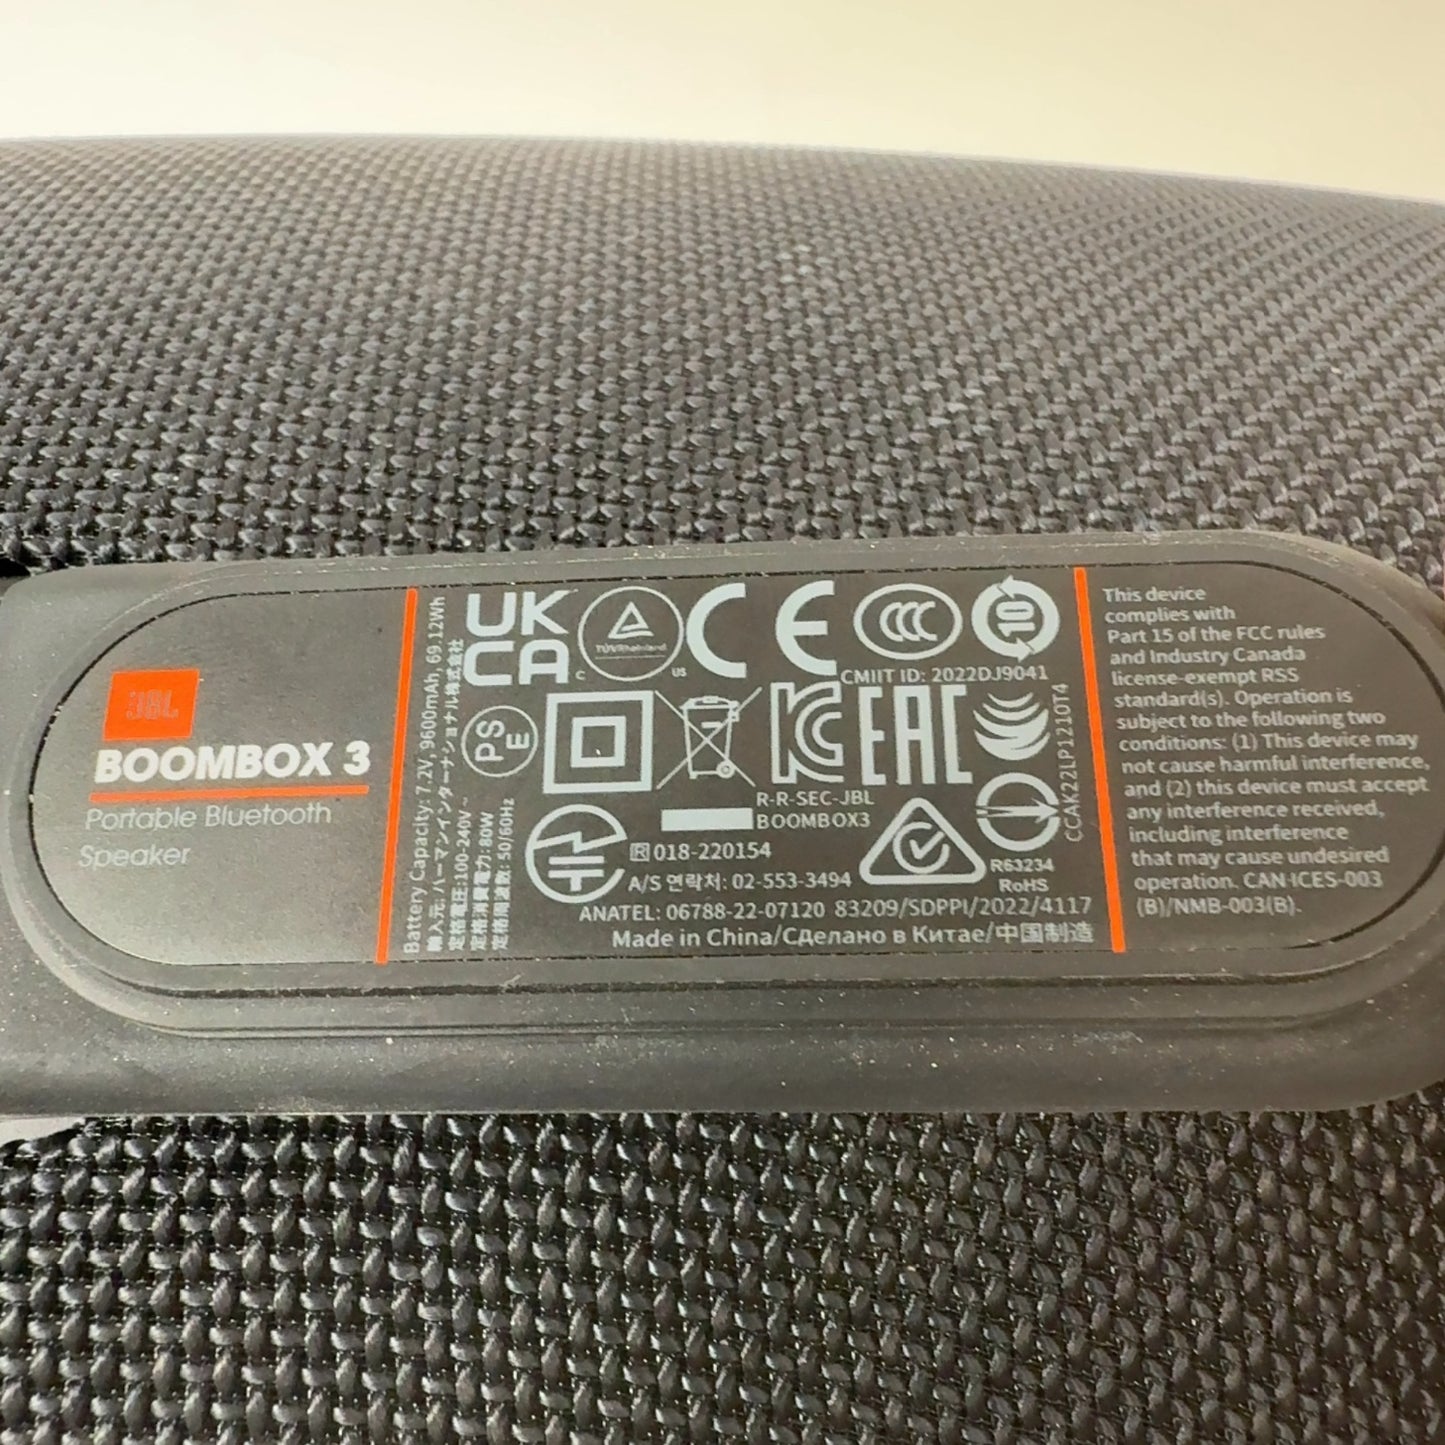 JBL
BOOMBOX 3
Portable Bluetooth
Speaker
Battery Capacity: 7.2V, 9600mAh, 69.12Wh
輸入元: ハーマンインターナショナル株式会社
定格電圧:100-240V ~
定格消費電力: 80W
定格周波数: 50/60Hz
UK
CA
TÜVRheinland
C US
CE
CCC
10
CMIIT ID: 2022DJ9041
PS
E
EAC
CCAK22LP1210T4
R-R-SEC-JBL
BOOMBOX3
R 018-220154
A/S 연락처: 02-553-3494
R63234
RoHS
ANATEL: 06788-22-07120 83209/SDPPI/2022/4117
Made in China/Сделано в Китае/中国制造
This device
complies with
Part 15 of the FCC rules
and Industry Canada
license-exempt RSS
standard(s). Operation is
subject to the following two
conditions: (1) This device may
not cause harmful interference,
and (2) this device must accept
any interference received,
including interference
that may cause undesired
operation. CAN ICES-003
(B)/NMB-003(B).